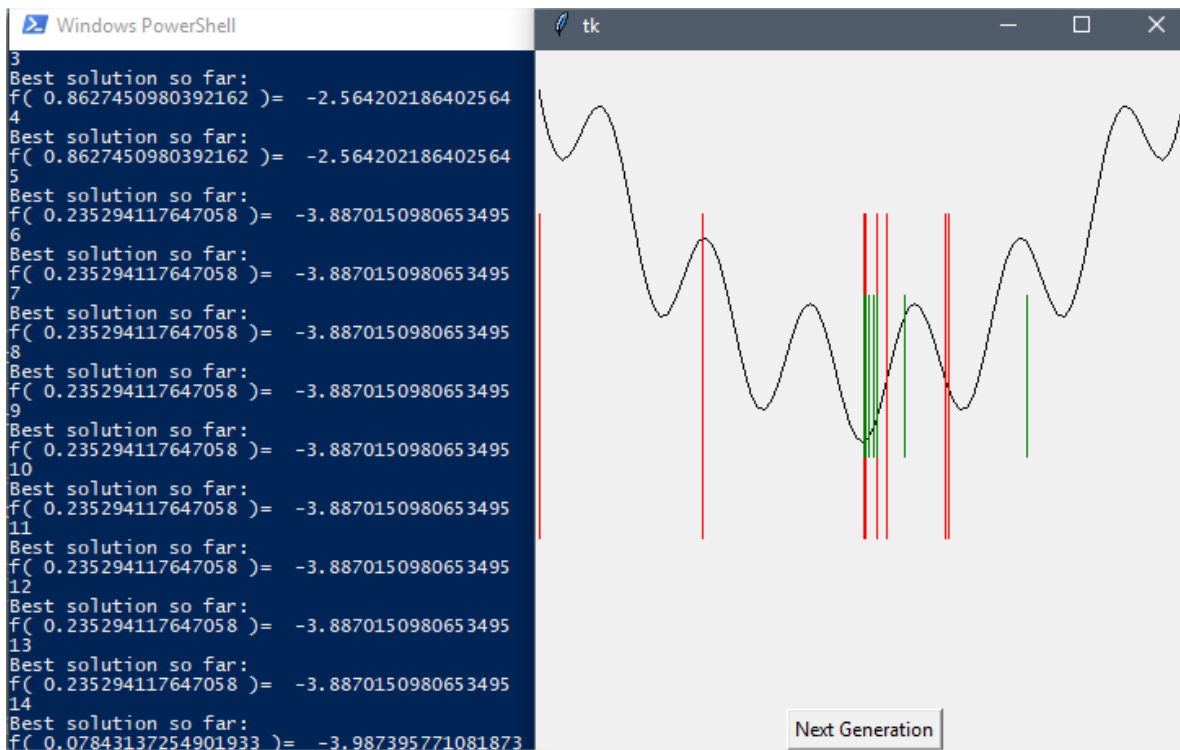 Windows PowerShell
3
Best solution so far:
f( 0.8627450980392162 )=  -2.564202186402564
4
Best solution so far:
f( 0.8627450980392162 )=  -2.564202186402564
5
Best solution so far:
f( 0.235294117647058 )=  -3.8870150980653495
6
Best solution so far:
f( 0.235294117647058 )=  -3.8870150980653495
7
Best solution so far:
f( 0.235294117647058 )=  -3.8870150980653495
8
Best solution so far:
f( 0.235294117647058 )=  -3.8870150980653495
9
Best solution so far:
f( 0.235294117647058 )=  -3.8870150980653495
10
Best solution so far:
f( 0.235294117647058 )=  -3.8870150980653495
11
Best solution so far:
f( 0.235294117647058 )=  -3.8870150980653495
12
Best solution so far:
f( 0.235294117647058 )=  -3.8870150980653495
13
Best solution so far:
f( 0.235294117647058 )=  -3.8870150980653495
14
Best solution so far:
f( 0.07843137254901933 )=  -3.987395771081873
tk
Next Generation